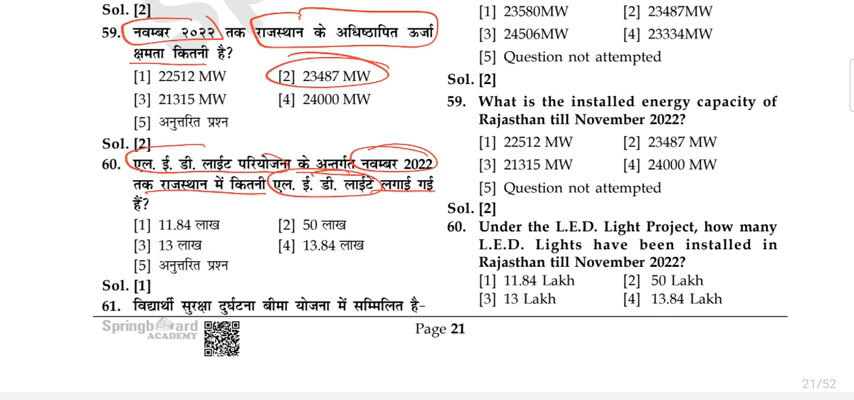 Sol. [2]
59. नवम्बर २०२२ तक राजस्थान के अधिष्ठापित ऊर्जा
क्षमता कितनी है?
[1] 22512 MW [2] 23487 MW
[3] 21315 MW [4] 24000 MW
[5] अनुत्तरित प्रश्न
Sol. [2]
60. एल. ई. डी. लाईट परियोजना के अन्तर्गत नवम्बर 2022
तक राजस्थान में कितनी एल. ई. डी. लाईटें लगाई गई
हैं?
[1] 11.84 लाख [2] 50 लाख
[3] 13 लाख [4] 13.84 लाख
[5] अनुत्तरित प्रश्न
Sol. [1]
61. विद्यार्थी सुरक्षा दुर्घटना बीमा योजना में सम्मिलित है-
[1] 23580MW [2] 23487MW
[3] 24506MW [4] 23334MW
[5] Question not attempted
Sol. [2]
59. What is the installed energy capacity of
Rajasthan till November 2022?
[1] 22512 MW [2] 23487 MW
[3] 21315 MW [4] 24000 MW
[5] Question not attempted
Sol. [2]
60. Under the L.E.D. Light Project, how many
L.E.D. Lights have been installed in
Rajasthan till November 2022?
[1] 11.84 Lakh [2] 50 Lakh
[3] 13 Lakh [4] 13.84 Lakh
Springboard
ACADEMY
Page 21
21/52